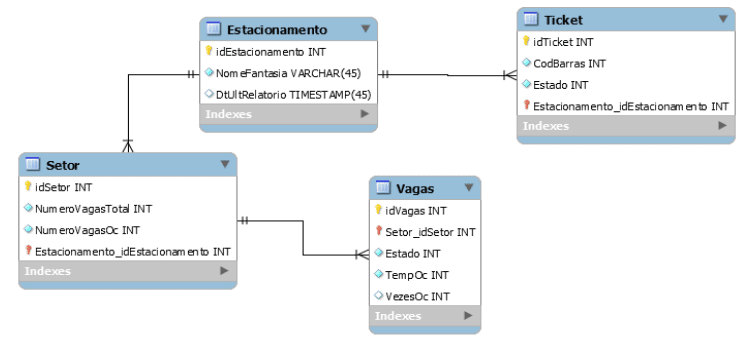 Estacionamento
idEstacionamento INT
NomeFantasia VARCHAR(45)
DtUltRelatorio TIMESTAMP(45)
Indexes
Ticket
idTicket INT
CodBarras INT
Estado INT
Estacionamento_idEstacionamento INT
Indexes
Setor
idSetor INT
NumeroVagasTotal INT
NumeroVagasOc INT
Estacionamento_idEstacionamento INT
Indexes
Vagas
idVagas INT
Setor_idSetor INT
Estado INT
TempOc INT
VezesOc INT
Indexes